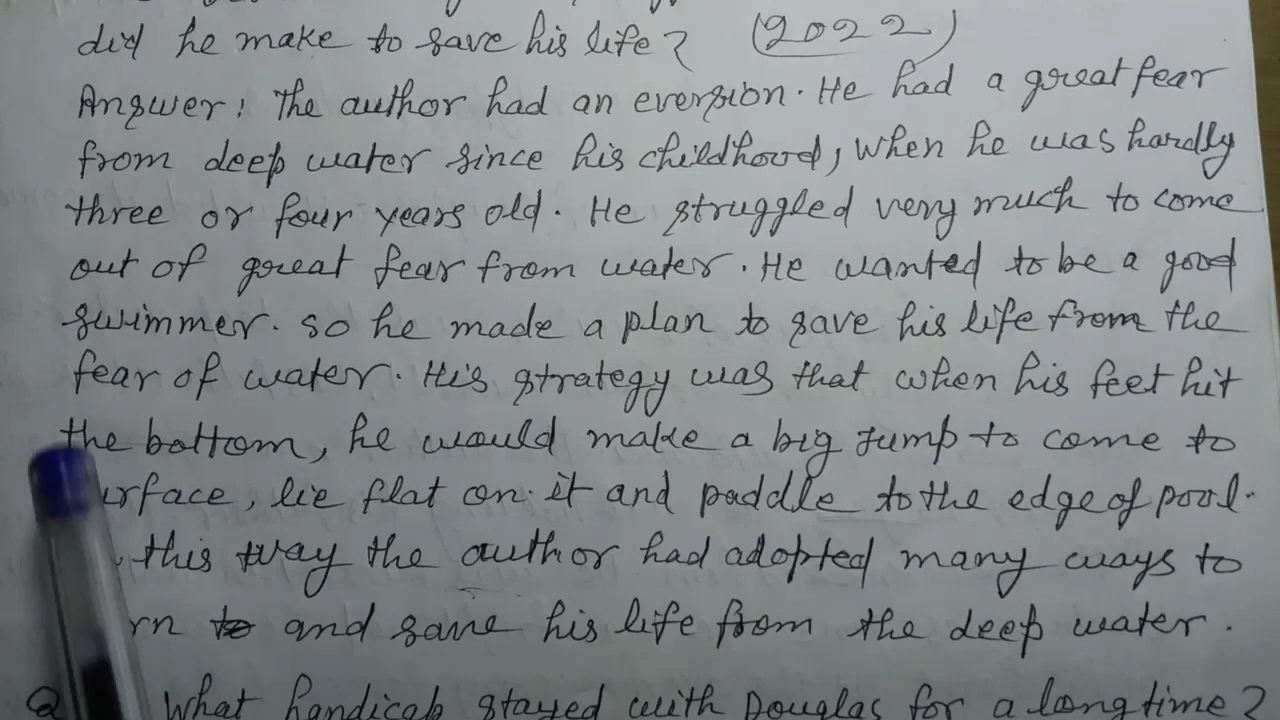 did he make to save his life? (2022)
Answer: The author had an eversion. He had a great fear
from deep water since his childhood, when he was hardly
three or four years old. He struggled very much to come
out of great fear from water. He wanted to be a good
swimmer. So he made a plan to save his life from the
fear of water. His strategy was that when his feet hit
the bottom, he would make a big jump to come to
urface, lie flat on it and paddle to the edge of pool.
this way the author had adopted many ways to
rn to and save his life from the deep water.
Q What handicap stayed with Douglas for a long time?